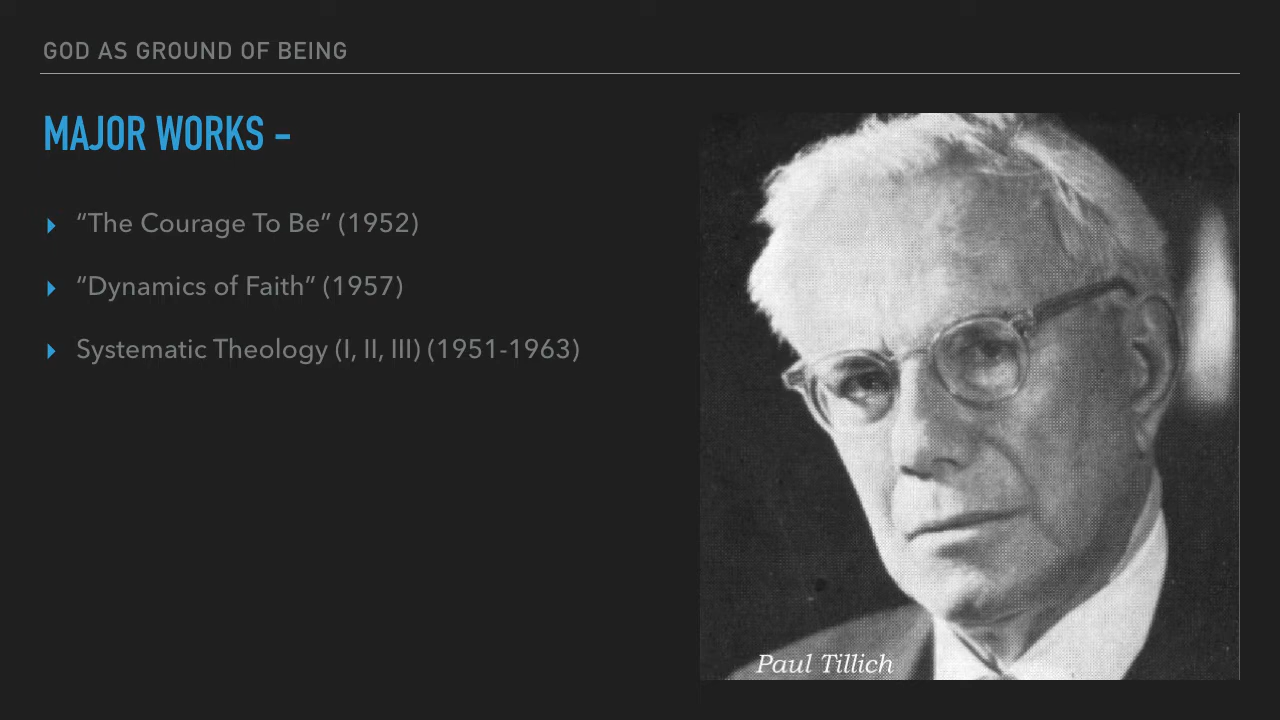 GOD AS GROUND OF BEING
MAJOR WORKS –
“The Courage To Be” (1952)
“Dynamics of Faith” (1957)
Systematic Theology (I, II, III) (1951-1963)
Paul Tillich